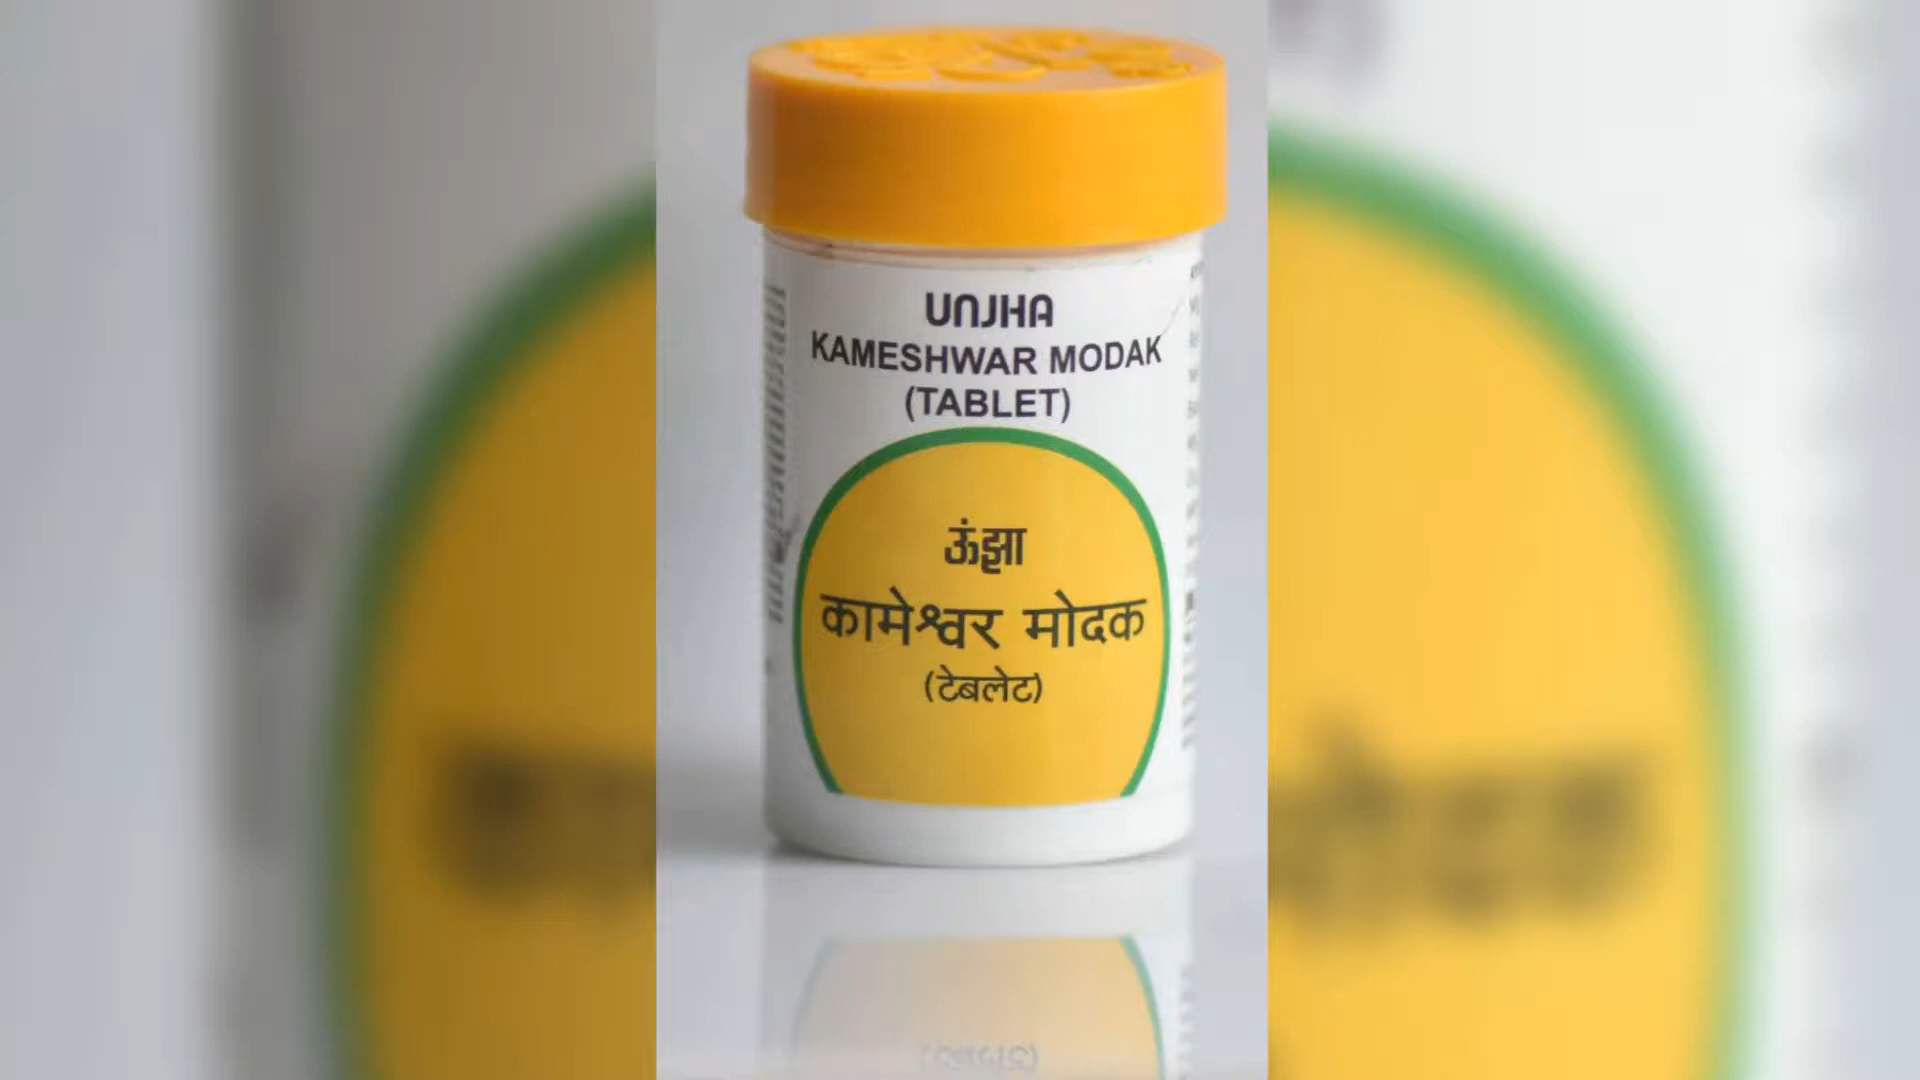 UNJHA
KAMESHWAR MODAK
(TABLET)
ऊंझा
कामेश्वर मोदक
(टेबलेट)